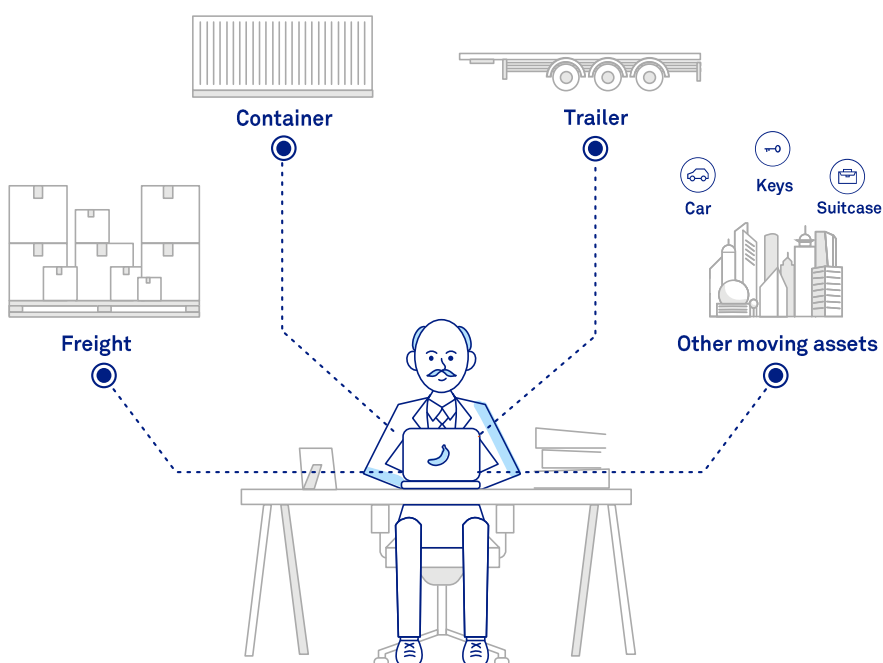 Container
Trailer
Keys
Car
Suitcase
Freight
Other moving assets